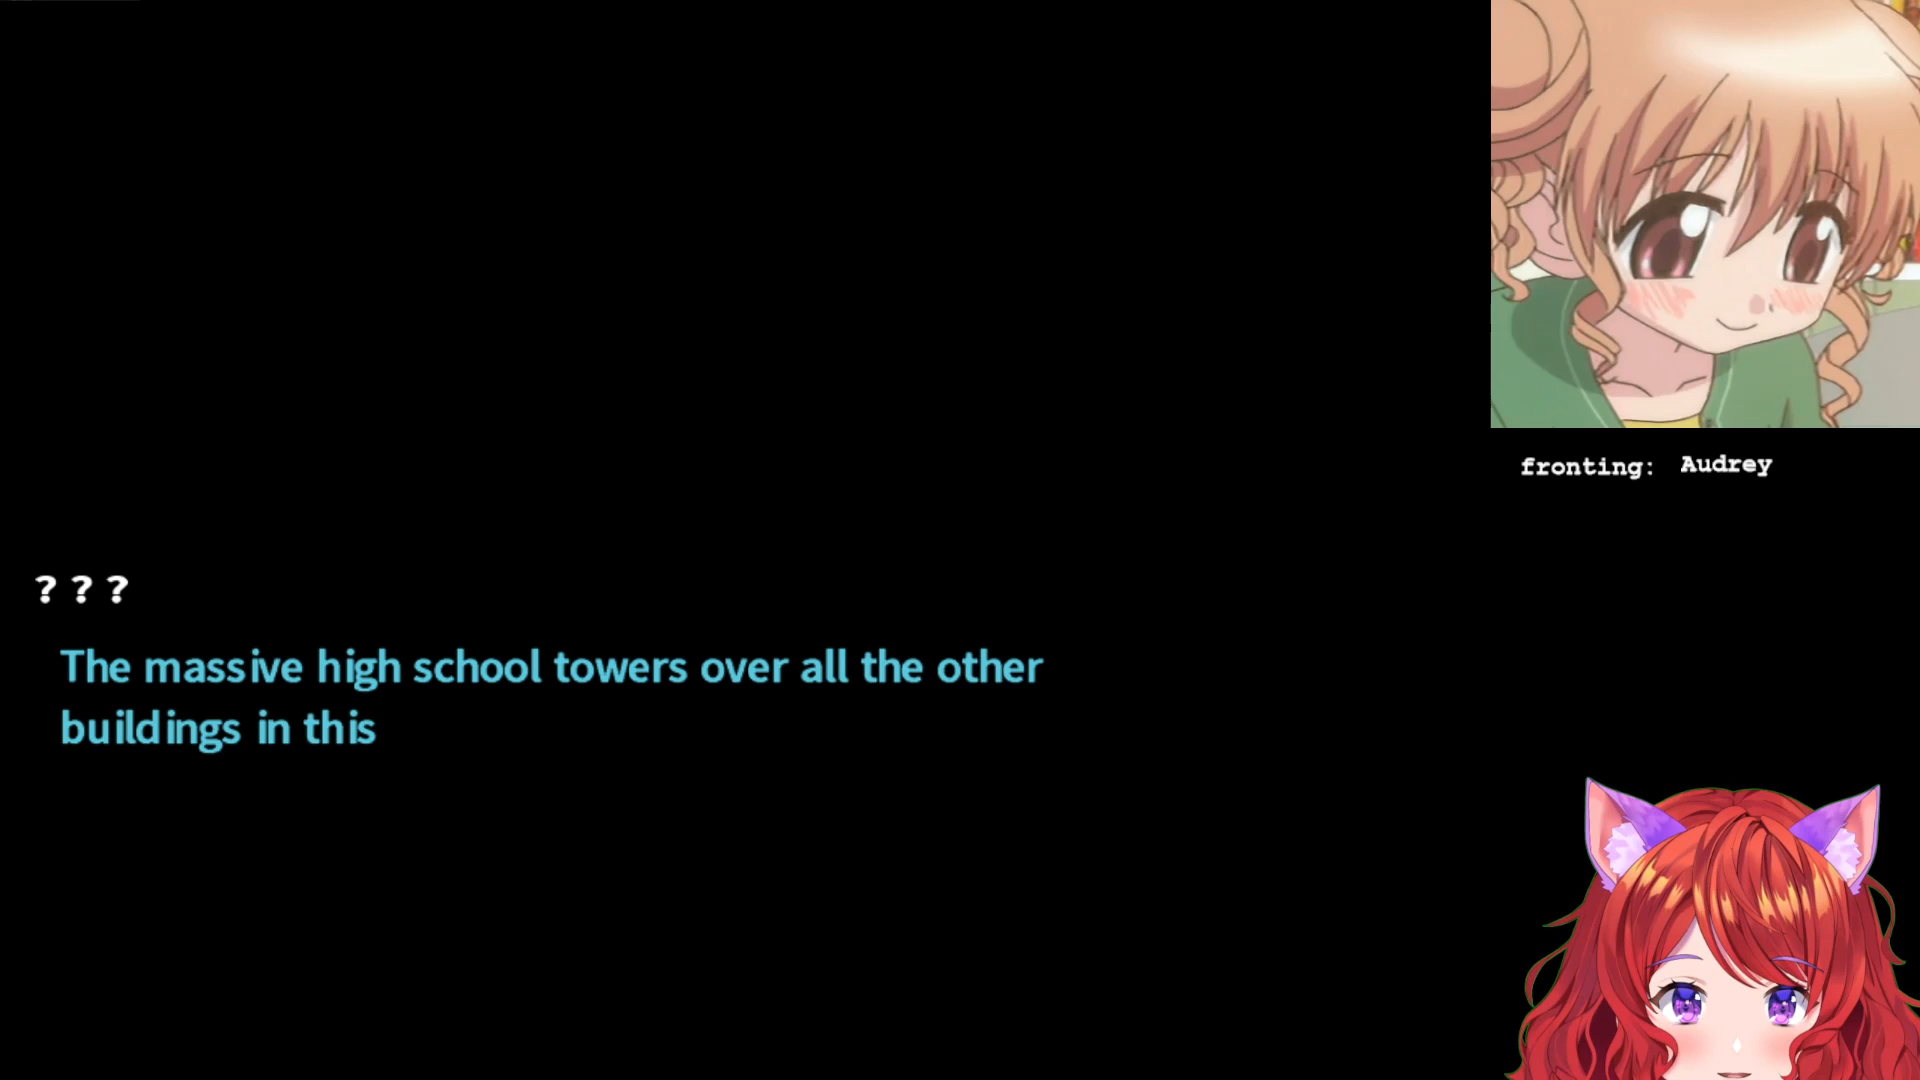 fronting: Audrey
???
The massive high school towers over all the other
buildings in this